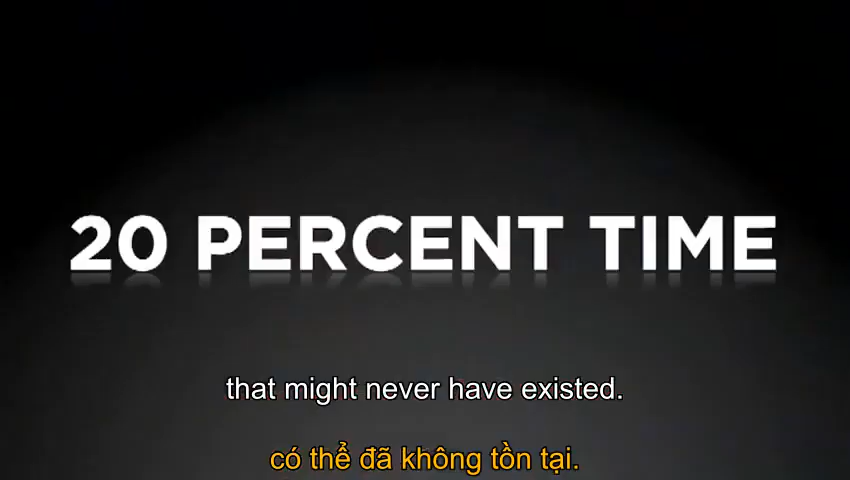 20 PERCENT TIME
that might never have existed.
có thể đã không tồn tại.